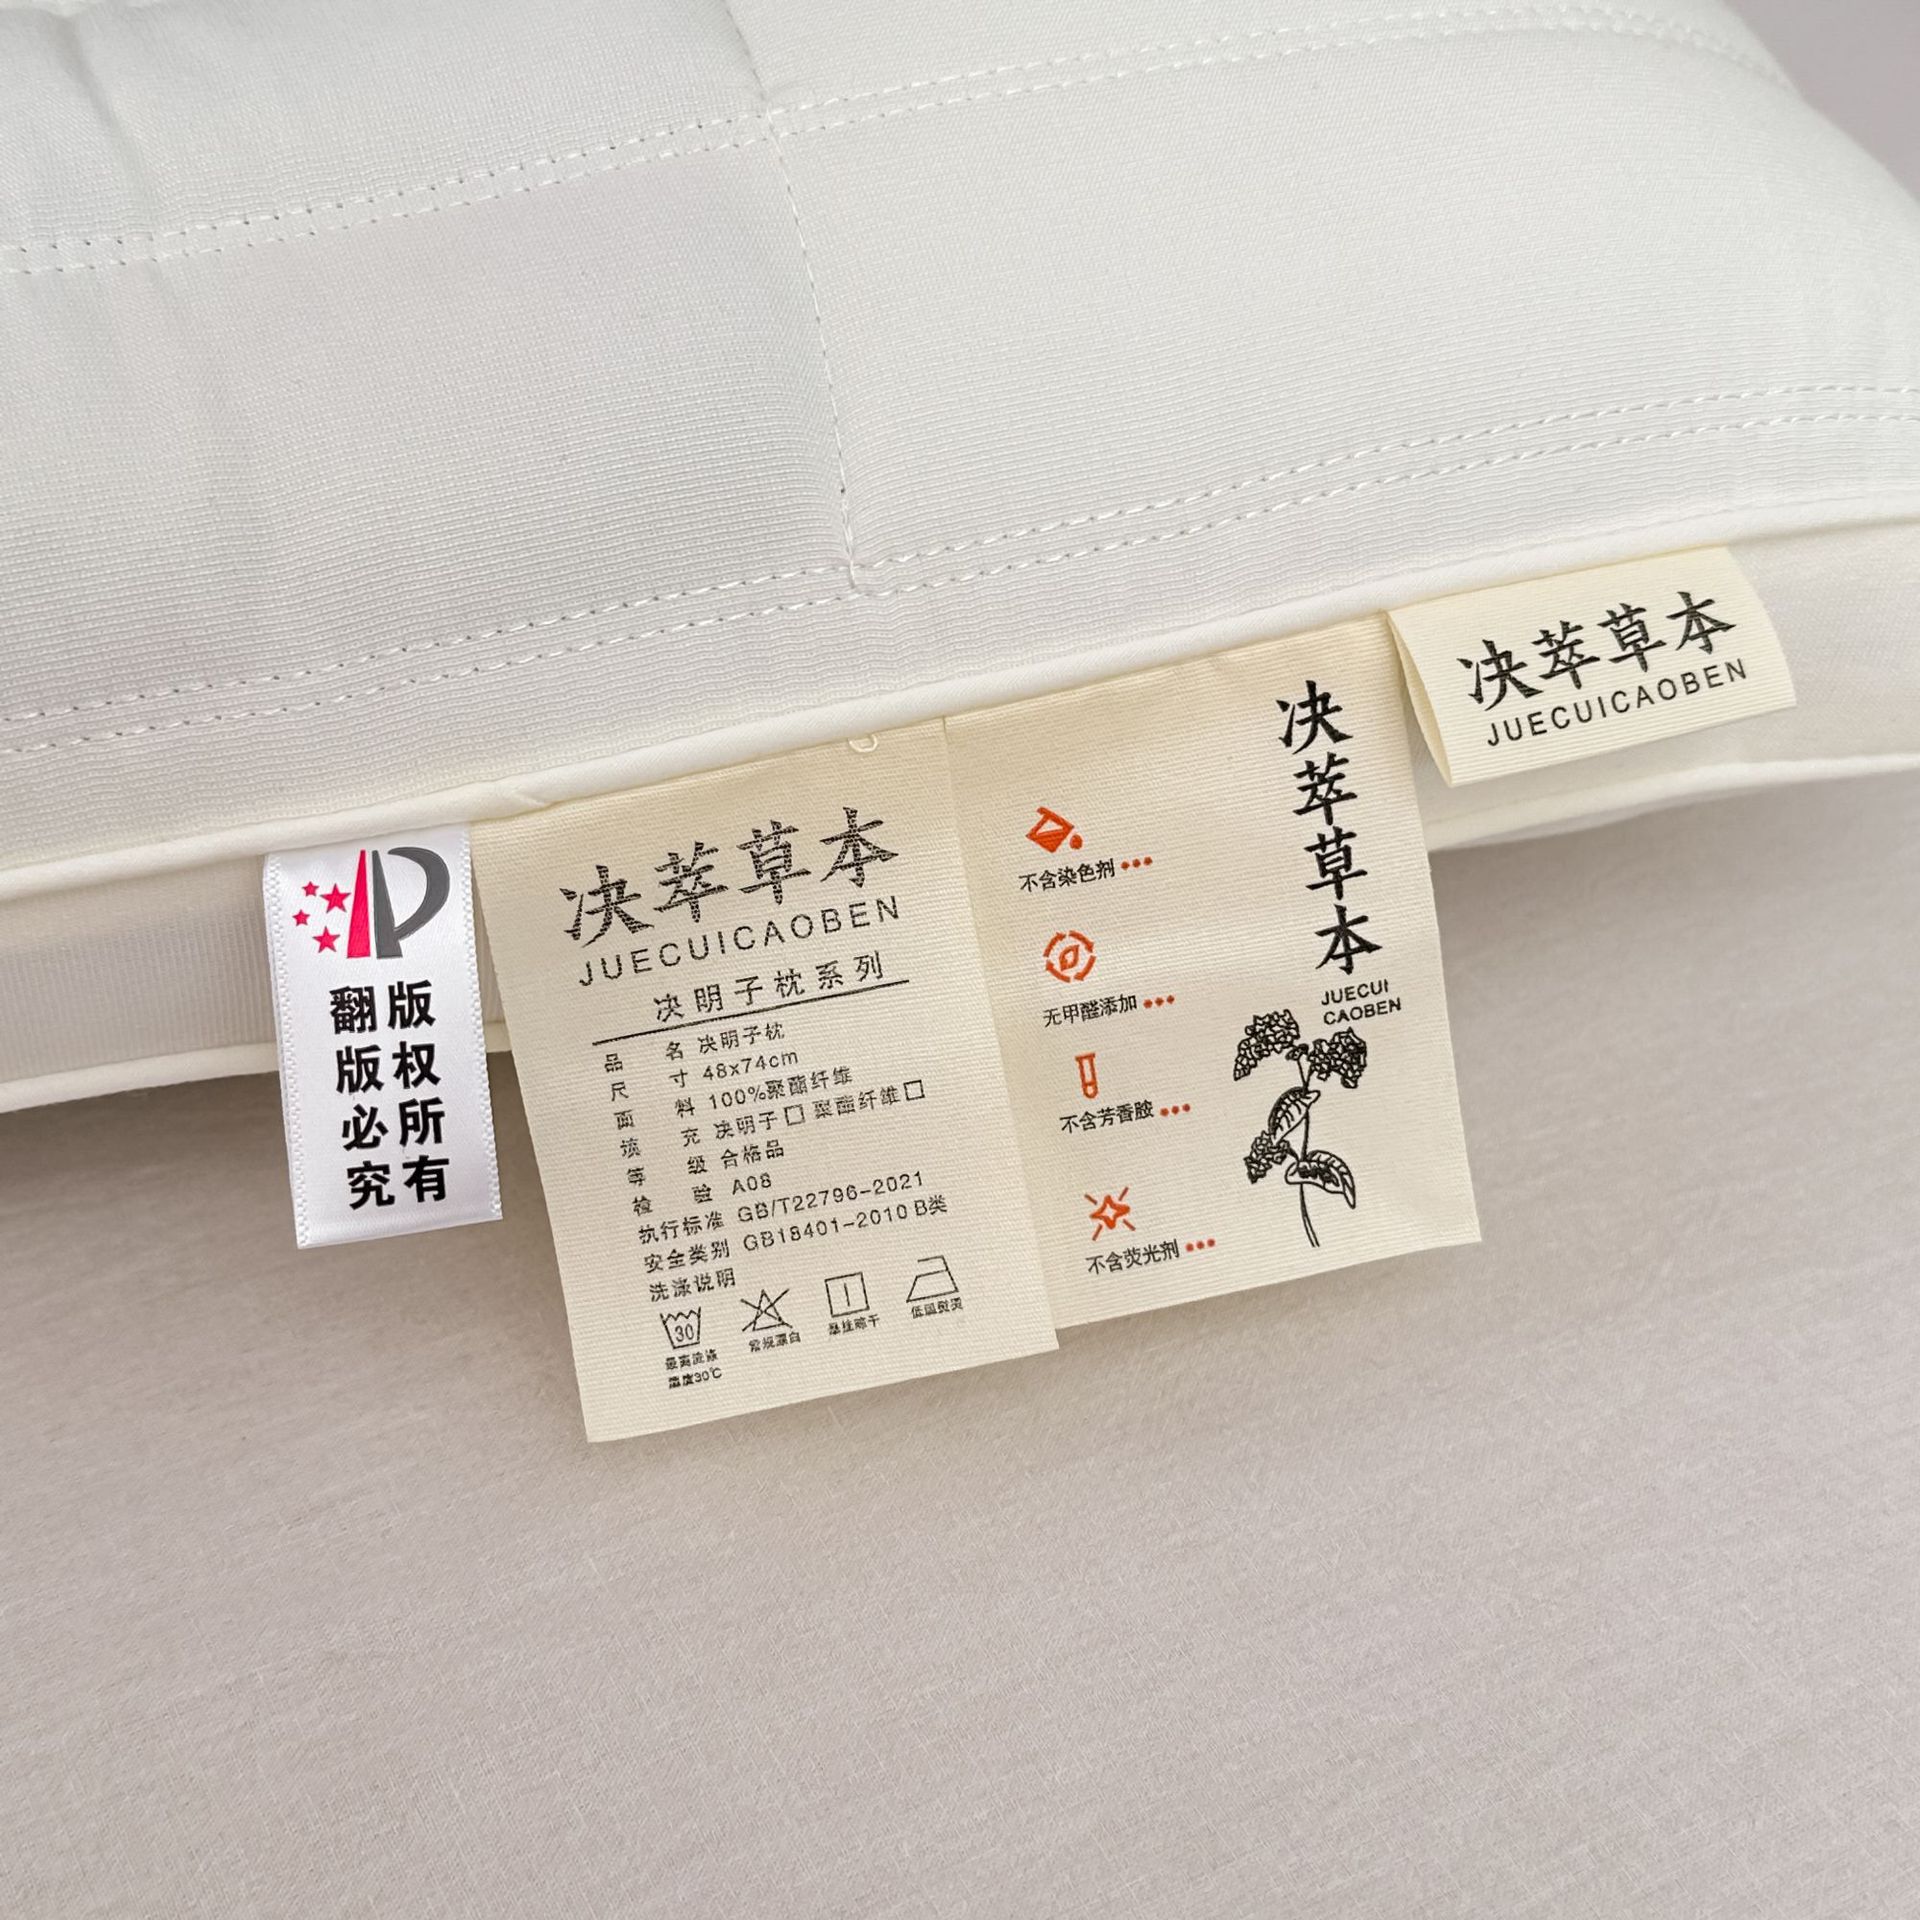 版权所有
翻版必究
决萃草本
JUECUICAOBEN
决明子枕系列
品名 决明子枕
尺寸 48x74cm
面料 100%聚酯纤维
填充 决明子□ 聚酯纤维□
等级 合格品
检验 A08
执行标准 GB/T22796-2021
安全类别 GB18401-2010 B类
洗涤说明
30
最高洗涤
温度30℃
常规漂白
悬挂晾干
低温熨烫
不含染色剂
无甲醛添加
不含芳香胺
不含荧光剂
决萃草本
JUECUI
CAOBEN
决萃草本
JUECUICAOBEN